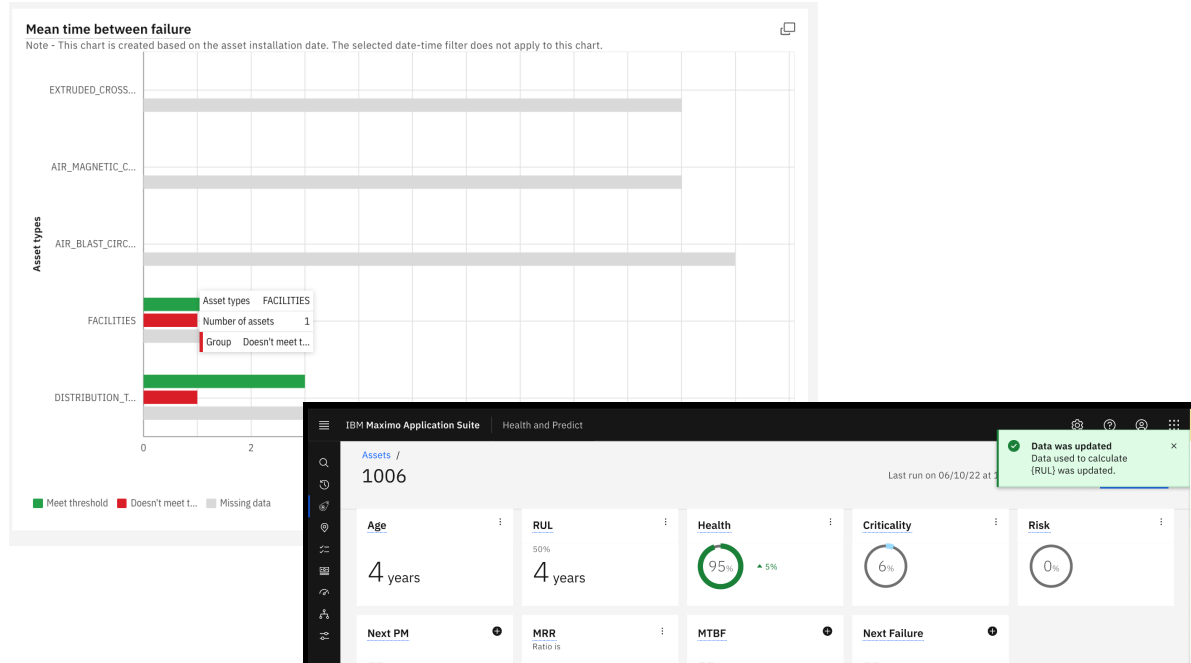 Mean time between failure
Note - This chart is created based on the asset installation date. The selected date-time filter does not apply to this chart.
EXTRUDED_CROSS...
AIR_MAGNETIC_C...
AIR_BLAST_CIRC...
FACILITIES
DISTRIBUTION_T...
Asset types
Asset types FACILITIES
Number of assets 1
Group Doesn't meet t...
0 2
Meet threshold Doesn't meet t... Missing data
IBM Maximo Application Suite Health and Predict
Assets /
1006
Last run on 06/10/22 at 1
Data was updated
Data used to calculate
{RUL} was updated.
Age
4 years
RUL
50%
4 years
Health
95%
5%
Criticality
6%
Risk
0%
Next PM
MRR
Ratio is
MTBF
Next Failure